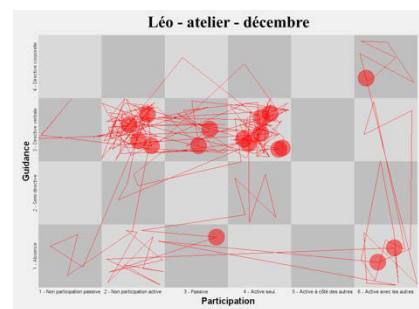 Léo - atelier - décembre
4 - Directive corporelle
3 - Directive verbale
2 - Semi directive
1 - Absence
Guidance
1 - Non participation passive
2 - Non participation active
3 - Passive
4 - Active seul
5 - Active à côté des autres
6 - Active avec les autres
Participation